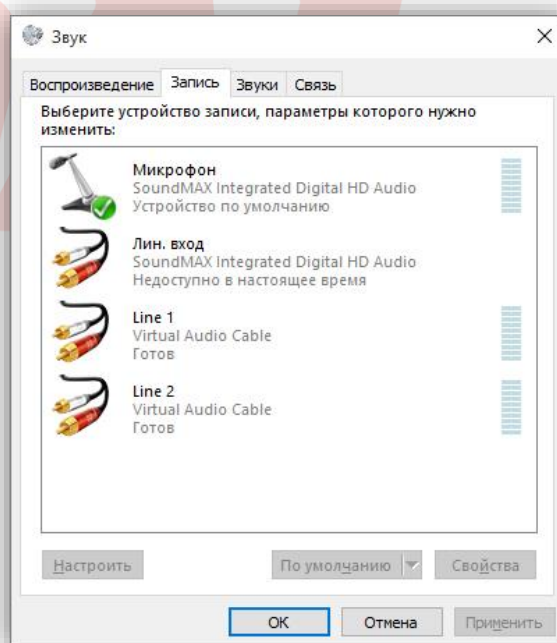 Звук
Воспроизведение Запись Звуки Связь
Выберите устройство записи, параметры которого нужно
изменить:
Микрофон
SoundMAX Integrated Digital HD Audio
Устройство по умолчанию
Лин. вход
SoundMAX Integrated Digital HD Audio
Недоступно в настоящее время
Line 1
Virtual Audio Cable
Готов
Line 2
Virtual Audio Cable
Готов
Настроить По умолчанию Свойства
OK Отмена Применить